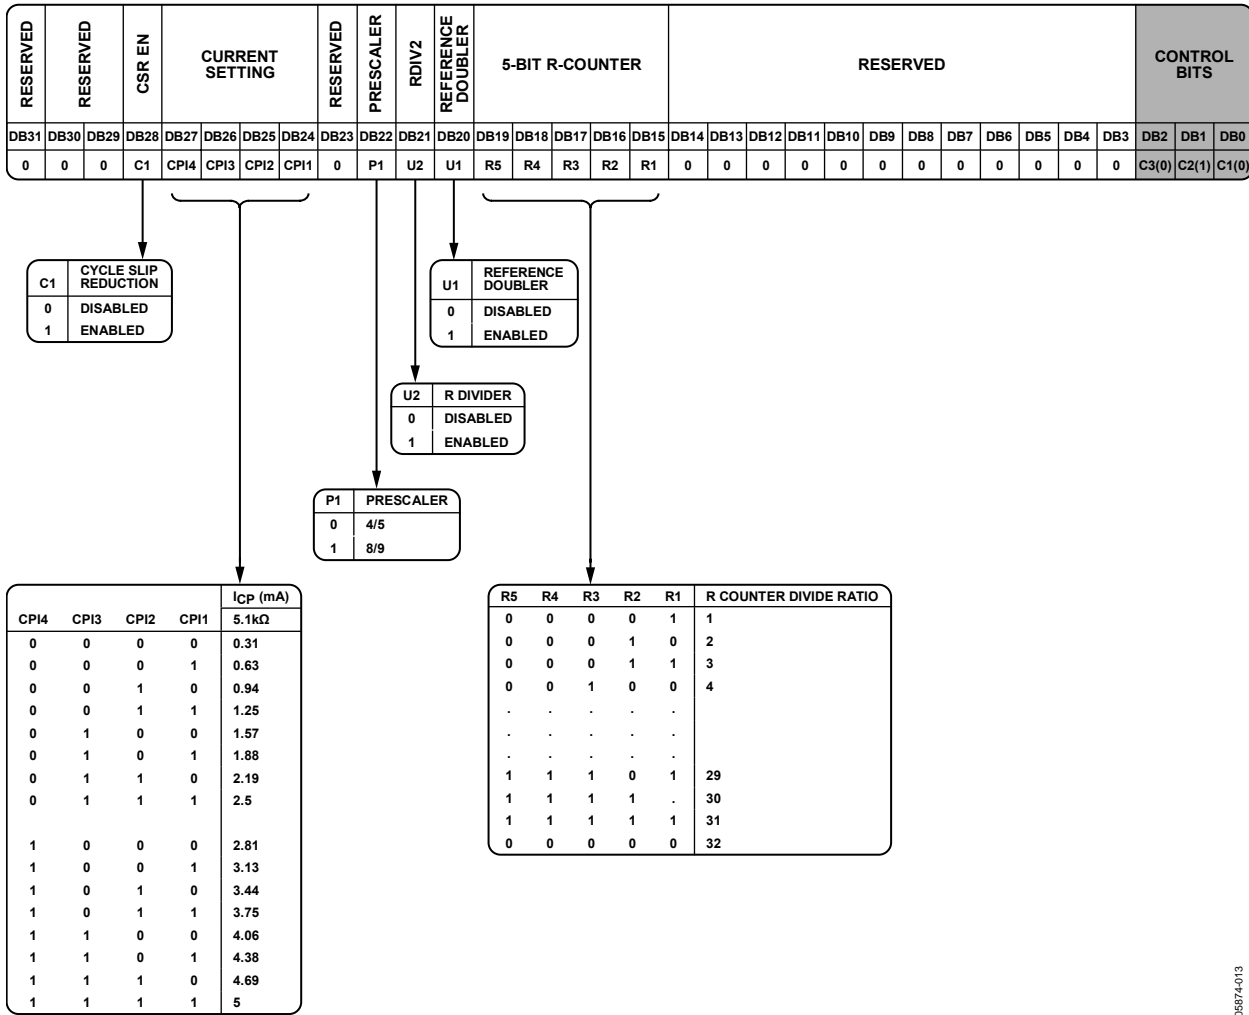 RESERVED RESERVED CSR EN CURRENT SETTING RESERVED PRESCALER RDIV2 REFERENCE DOUBLER 5-BIT R-COUNTER RESERVED CONTROL BITS
DB31 DB30 DB29 DB28 DB27 DB26 DB25 DB24 DB23 DB22 DB21 DB20 DB19 DB18 DB17 DB16 DB15 DB14 DB13 DB12 DB11 DB10 DB9 DB8 DB7 DB6 DB5 DB4 DB3 DB2 DB1 DB0
0 0 0 C1 CPI4 CPI3 CPI2 CPI1 0 P1 U2 U1 R5 R4 R3 R2 R1 0 0 0 0 0 0 0 0 0 0 0 0 C3(0) C2(1) C1(0)
C1 CYCLE SLIP REDUCTION
0 DISABLED
1 ENABLED
U1 REFERENCE DOUBLER
0 DISABLED
1 ENABLED
U2 R DIVIDER
0 DISABLED
1 ENABLED
P1 PRESCALER
0 4/5
1 8/9
ICP (mA)
CPI4 CPI3 CPI2 CPI1 5.1kΩ
0 0 0 0 0.31
0 0 0 1 0.63
0 0 1 0 0.94
0 0 1 1 1.25
0 1 0 0 1.57
0 1 0 1 1.88
0 1 1 0 2.19
0 1 1 1 2.5
1 0 0 0 2.81
1 0 0 1 3.13
1 0 1 0 3.44
1 0 1 1 3.75
1 1 0 0 4.06
1 1 0 1 4.38
1 1 1 0 4.69
1 1 1 1 5
R5 R4 R3 R2 R1 R COUNTER DIVIDE RATIO
0 0 0 0 1 1
0 0 0 1 0 2
0 0 0 1 1 3
0 0 1 0 0 4
. . . . .
. . . . .
. . . . .
1 1 1 0 1 29
1 1 1 1 . 30
1 1 1 1 1 31
0 0 0 0 0 32
05874-013